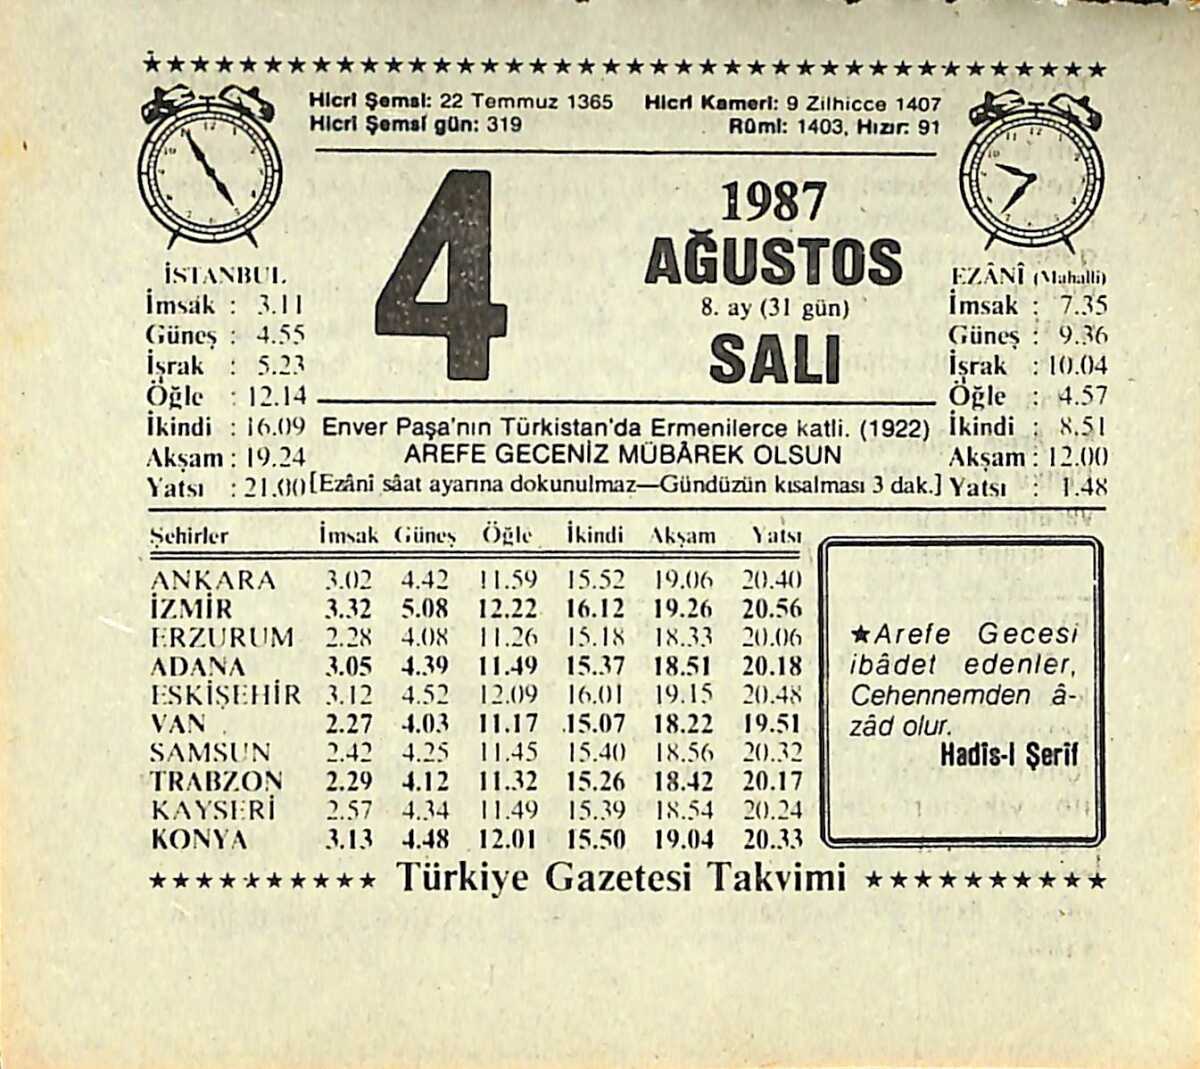 Hicrî Şemsî: 22 Temmuz 1365 Hicrî Kamerî: 9 Zilhicce 1407
Hicrî Şemsî gün: 319 Rûmî: 1403, Hızır: 91
4
1987
AĞUSTOS
8. ay (31 gün)
SALI
İSTANBUL
İmsak : 3.11
Güneş : 4.55
İşrak : 5.23
Öğle : 12.14
İkindi : 16.09
Akşam : 19.24
Yatsı : 21.00
EZÂNÎ (Mahalli)
İmsak : 7.35
Güneş : 9.36
İşrak : 10.04
Öğle : 4.57
İkindi : 8.51
Akşam : 12.00
Yatsı : 1.48
Enver Paşa'nın Türkistan'da Ermenilerce katli. (1922)
AREFE GECENİZ MÜBÂREK OLSUN
[Ezânî sâat ayarına dokunulmaz—Gündüzün kısalması 3 dak.]
Şehirler İmsak Güneş Öğle İkindi Akşam Yatsı
ANKARA 3.02 4.42 11.59 15.52 19.06 20.40
İZMİR 3.32 5.08 12.22 16.12 19.26 20.56
ERZURUM 2.28 4.08 11.26 15.18 18.33 20.06
ADANA 3.05 4.39 11.49 15.37 18.51 20.18
ESKİŞEHİR 3.12 4.52 12.09 16.01 19.15 20.48
VAN 2.27 4.03 11.17 15.07 18.22 19.51
SAMSUN 2.42 4.25 11.45 15.40 18.56 20.32
TRABZON 2.29 4.12 11.32 15.26 18.42 20.17
KAYSERİ 2.57 4.34 11.49 15.39 18.54 20.24
KONYA 3.13 4.48 12.01 15.50 19.04 20.33
★Arefe Gecesi
ibâdet edenler,
Cehennemden â-
zâd olur.
Hadîs-i Şerîf
Türkiye Gazetesi Takvimi